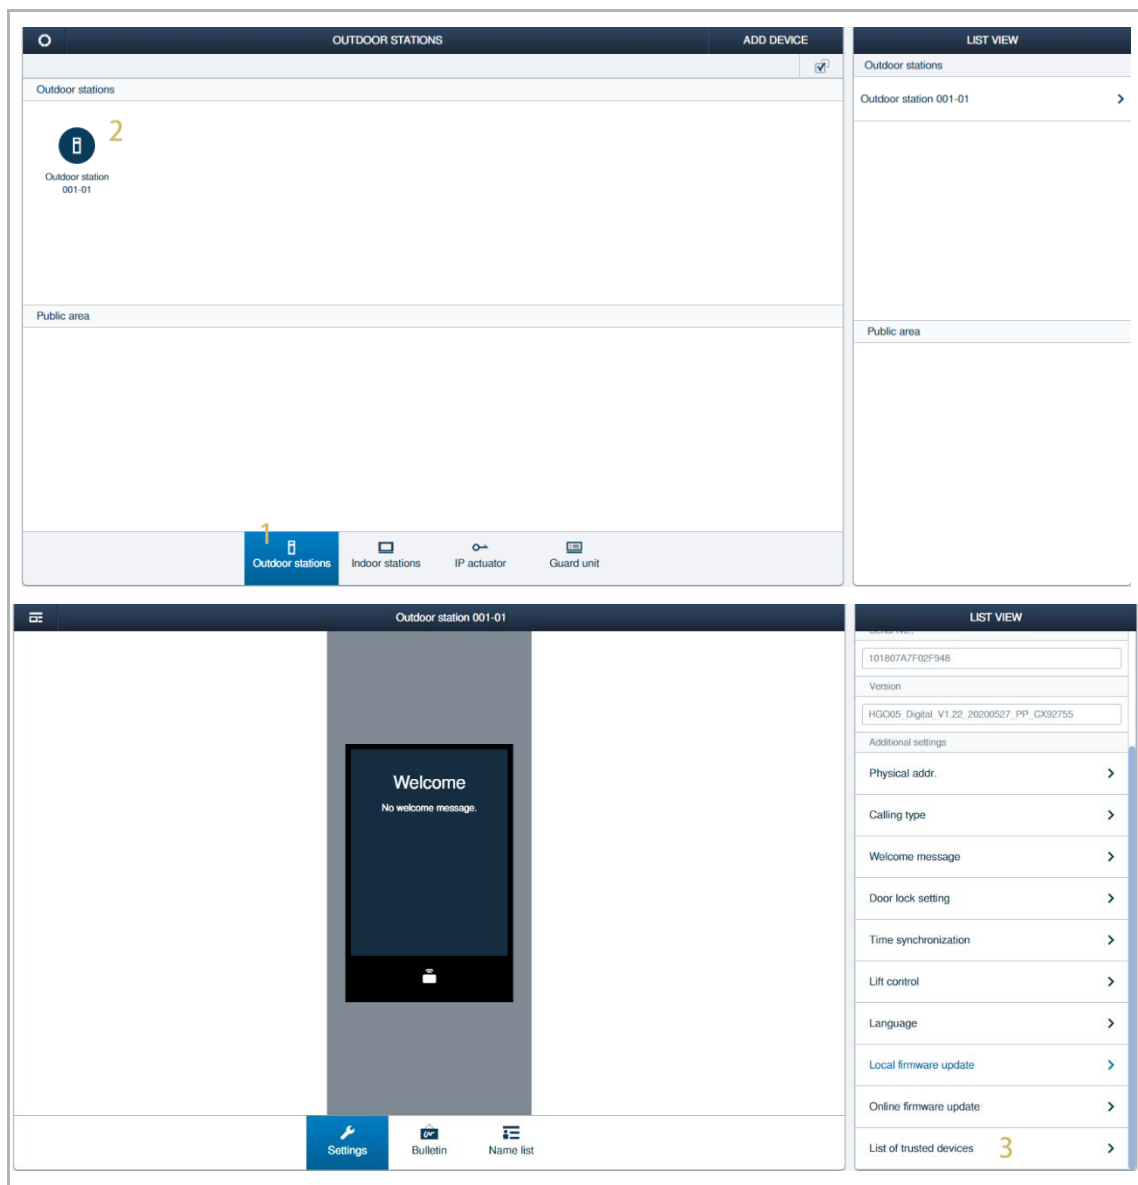 OUTDOOR STATIONS
ADD DEVICE
Outdoor stations
2
Outdoor station
001-01
Public area
1
Outdoor stations
Indoor stations
IP actuator
Guard unit
LIST VIEW
Outdoor stations
Outdoor station 001-01
Public area
Outdoor station 001-01
Welcome
No welcome message.
Settings
Bulletin
Name list
LIST VIEW
101807A7F02F948
Version
HGO05_Digital_V1.22_20200527_PP_CX92755
Additional settings
Physical addr.
Calling type
Welcome message
Door lock setting
Time synchronization
Lift control
Language
Local firmware update
Online firmware update
List of trusted devices 3